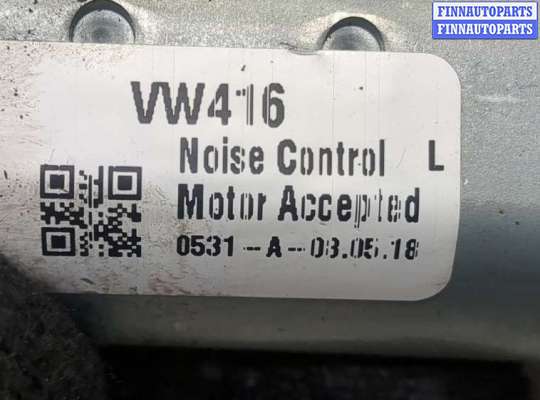 FINNAUTOPARTS
FINNAUTOPARTS
VW416
Noise Control L
Motor Accepted
0531-A-03.05.18